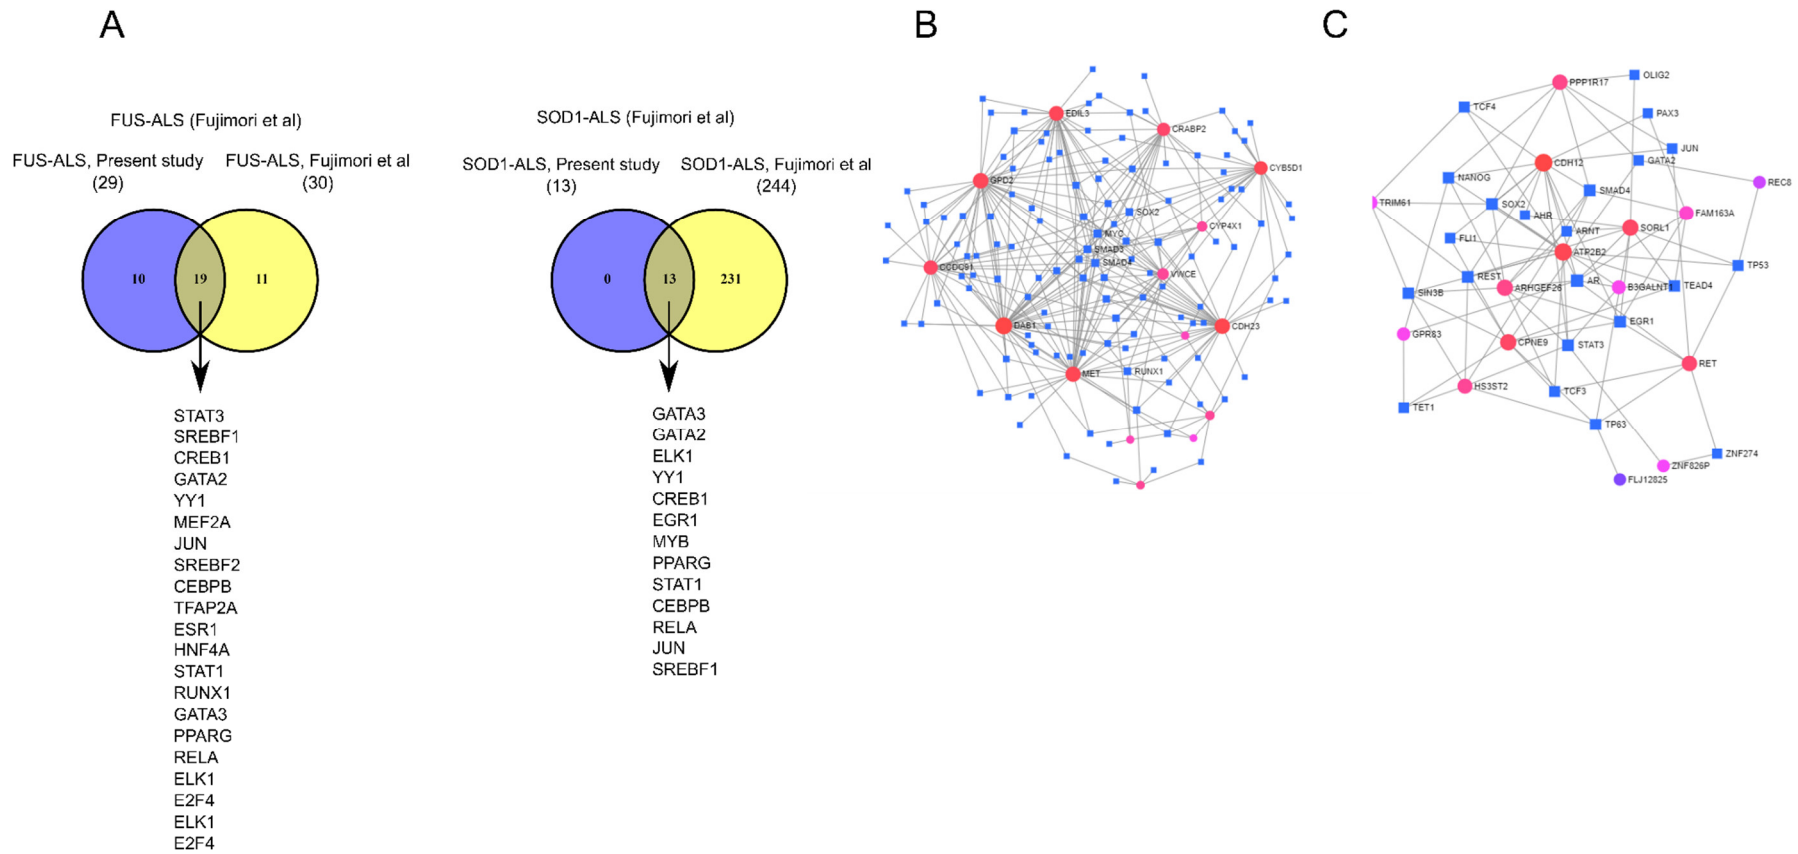 A
FUS-ALS (Fujimori et al)
FUS-ALS, Present study
(29)
FUS-ALS, Fujimori et al
(30)
10
19
11
STAT3
SREBF1
CREB1
GATA2
YY1
MEF2A
JUN
SREBF2
CEBPB
TFAP2A
ESR1
HNF4A
STAT1
RUNX1
GATA3
PPARG
RELA
ELK1
E2F4
ELK1
E2F4
SOD1-ALS (Fujimori et al)
SOD1-ALS, Present study
(13)
SOD1-ALS, Fujimori et al
(244)
0
13
231
GATA3
GATA2
ELK1
YY1
CREB1
EGR1
MYB
PPARG
STAT1
CEBPB
RELA
JUN
SREBF1
B
EDIL3
CRABP2
CYB5D1
GPD2
SOX2
CYP4X1
MYC
SMAD3
SMAD4
CCDC91
VWCE
DAB1
CDH23
MET
RUNX1
C
PPP1R17
OLIG2
TCF4
PAX3
JUN
CDH12
GATA2
NANOG
REC8
SMAD4
TRIM61
SOX2
FAM163A
AHR
SORL1
ARNT
FLI1
ATP2B2
TP53
REST
AR
ARHGEF26
B3GALNT1
TEAD4
SIN3B
EGR1
GPR83
CPNE9
STAT3
RET
HS3ST2
TCF3
TET1
TP63
ZNF274
ZNF826P
FLJ12825